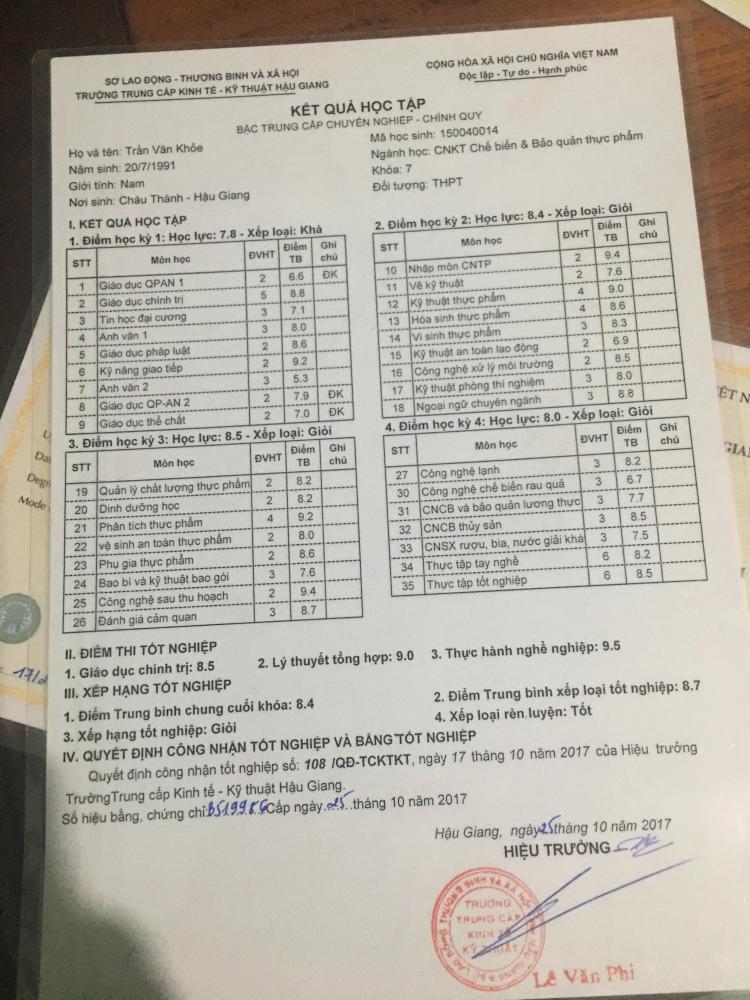 SỞ LAO ĐỘNG - THƯƠNG BINH VÀ XÃ HỘI
TRƯỜNG TRUNG CẤP KINH TẾ - KỸ THUẬT HẬU GIANG
CỘNG HÒA XÃ HỘI CHỦ NGHĨA VIỆT NAM
Độc lập - Tự do - Hạnh phúc
KẾT QUẢ HỌC TẬP
BẬC TRUNG CẤP CHUYÊN NGHIỆP - CHÍNH QUY
Họ và tên: Trần Văn Khỏe
Năm sinh: 20/7/1991
Giới tính: Nam
Nơi sinh: Châu Thành - Hậu Giang
Mã học sinh: 150040014
Ngành học: CNKT Chế biến & Bảo quản thực phẩm
Khóa: 7
Đối tượng: THPT
I. KẾT QUẢ HỌC TẬP
1. Điểm học kỳ 1: Học lực: 7.8 - Xếp loại: Khá
STT Môn học ĐVHT Điểm TB Ghi chú
1 Giáo dục QPAN 1 2 6.6 ĐK
2 Giáo dục chính trị 5 8.8
3 Tin học đại cương 3 7.1
4 Anh văn 1 3 8.0
5 Giáo dục pháp luật 2 8.6
6 Kỹ năng giao tiếp 2 9.2
7 Anh văn 2 3 5.3
8 Giáo dục QP-AN 2 2 7.9 ĐK
9 Giáo dục thể chất 2 7.0 ĐK
2. Điểm học kỳ 2: Học lực: 8.4 - Xếp loại: Giỏi
STT Môn học ĐVHT Điểm TB Ghi chú
10 Nhập môn CNTP 2 9.4
11 Vẽ kỹ thuật 2 7.6
12 Kỹ thuật thực phẩm 4 9.0
13 Hóa sinh thực phẩm 4 8.6
14 Vi sinh thực phẩm 3 8.3
15 Kỹ thuật an toàn lao động 2 6.9
16 Công nghệ xử lý môi trường 2 8.5
17 Kỹ thuật phòng thí nghiệm 3 8.0
18 Ngoại ngữ chuyên ngành 3 8.8
3. Điểm học kỳ 3: Học lực: 8.5 - Xếp loại: Giỏi
STT Môn học ĐVHT Điểm TB Ghi chú
19 Quản lý chất lượng thực phẩm 2 8.2
20 Dinh dưỡng học 2 8.2
21 Phân tích thực phẩm 4 9.2
22 vệ sinh an toàn thực phẩm 2 8.0
23 Phụ gia thực phẩm 2 8.6
24 Bao bì và kỹ thuật bao gói 3 7.6
25 Công nghệ sau thu hoạch 2 9.4
26 Đánh giá cảm quan 3 8.7
4. Điểm học kỳ 4: Học lực: 8.0 - Xếp loại: Giỏi
STT Môn học ĐVHT Điểm TB Ghi chú
27 Công nghệ lạnh 3 8.2
30 Công nghệ chế biến rau quả 3 6.7
31 CNCB và bảo quản lương thực 3 7.7
32 CNCB thủy sản 3 8.5
33 CNSX rượu, bia, nước giải khá 3 7.5
34 Thực tập tay nghề 6 8.2
35 Thực tập tốt nghiệp 6 8.5
II. ĐIỂM THI TỐT NGHIỆP
1. Giáo dục chính trị: 8.5 2. Lý thuyết tổng hợp: 9.0 3. Thực hành nghề nghiệp: 9.5
III. XẾP HẠNG TỐT NGHIỆP
1. Điểm Trung bình chung cuối khóa: 8.4 2. Điểm Trung bình xếp loại tốt nghiệp: 8.7
3. Xếp hạng tốt nghiệp: Giỏi 4. Xếp loại rèn luyện: Tốt
IV. QUYẾT ĐỊNH CÔNG NHẬN TỐT NGHIỆP VÀ BẰNG TỐT NGHIỆP
Quyết định công nhận tốt nghiệp số: 108 /QĐ-TCKTKT, ngày 17 tháng 10 năm 2017 của Hiệu trưởng
TrườngTrung cấp Kinh tế - Kỹ thuật Hậu Giang.
Số hiệu bằng, chứng chỉ: Cấp ngày 25 tháng 10 năm 2017
Hậu Giang, ngày 25 tháng 10 năm 2017
HIỆU TRƯỞNG
TRƯỜNG
TRUNG CẤP
KINH TẾ
KỸ THUẬT
Lê Văn Phi
Mode
17/